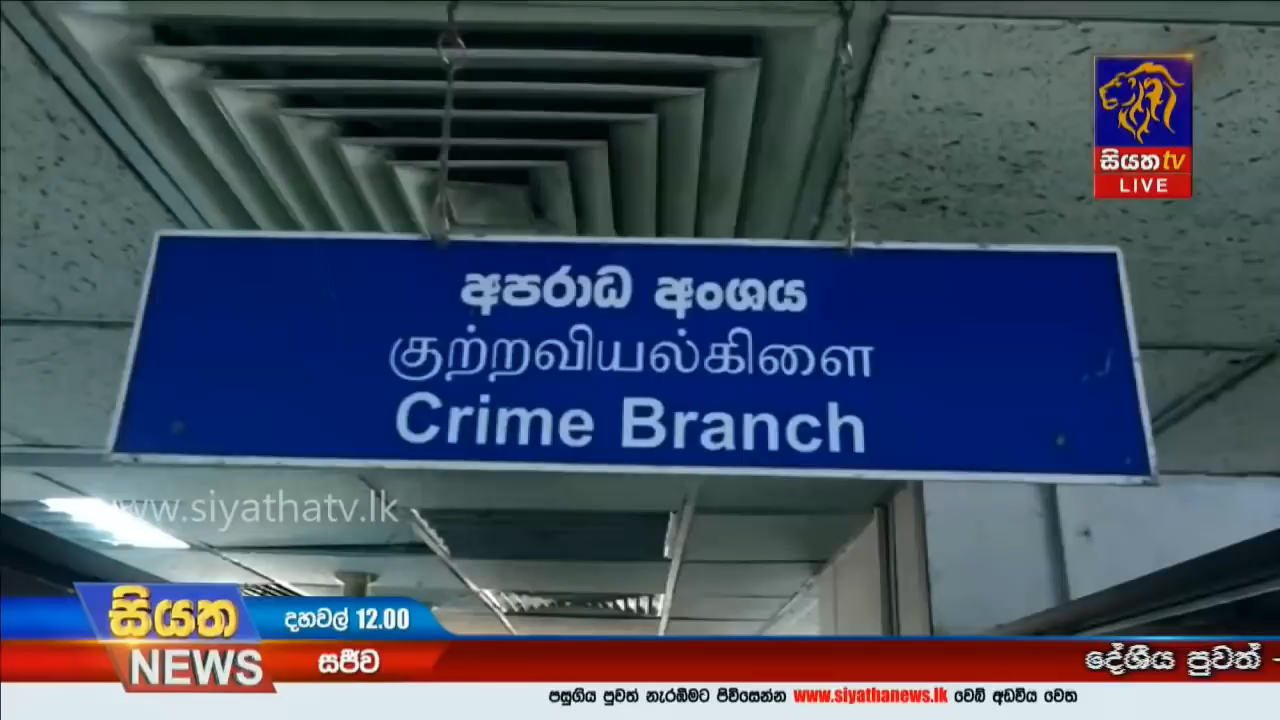 සියත tv
LIVE
අපරාධ අංශය
குற்றவியல்கிளை
Crime Branch
www.siyathatv.lk
සියත
NEWS
දහවල් 12.00
සජීව
දේශීය පුවත් -
පසුගිය පුවත් නැරඹීමට පිවිසෙන්න www.siyathanews.lk වෙබ් අඩවිය වෙත